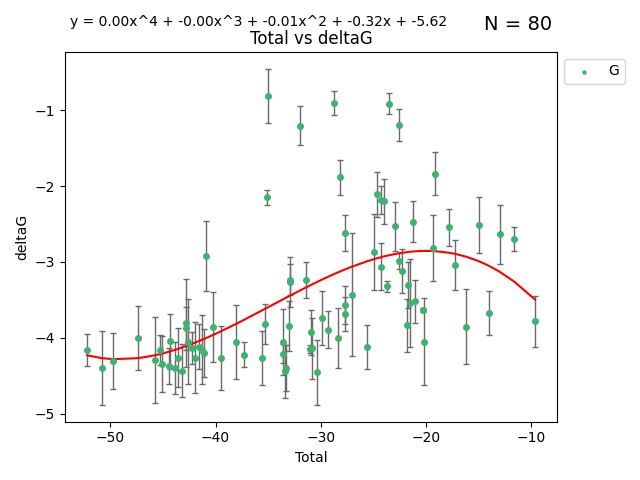 y = 0.00x^4 + -0.00x^3 + -0.01x^2 + -0.32x + -5.62
N = 80
Total vs deltaG
G
deltaG
−1
−2
−3
−4
−5
−50 −40 −30 −20 −10
Total